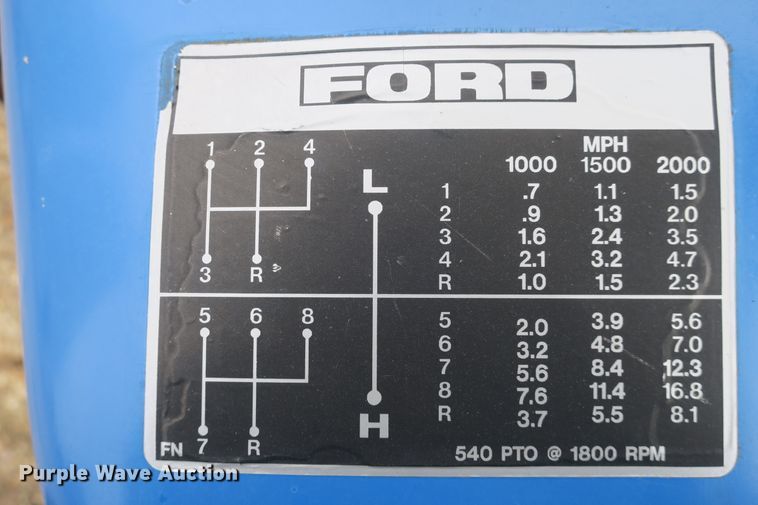 FORD
MPH
1000 1500 2000
1 2 4
L
1 .7 1.1 1.5
2 .9 1.3 2.0
3 1.6 2.4 3.5
4 2.1 3.2 4.7
3 R
R 1.0 1.5 2.3
5 6 8
5 2.0 3.9 5.6
6 3.2 4.8 7.0
7 5.6 8.4 12.3
8 7.6 11.4 16.8
R 3.7 5.5 8.1
H
FN 7 R
540 PTO @ 1800 RPM
Purple Wave Auction